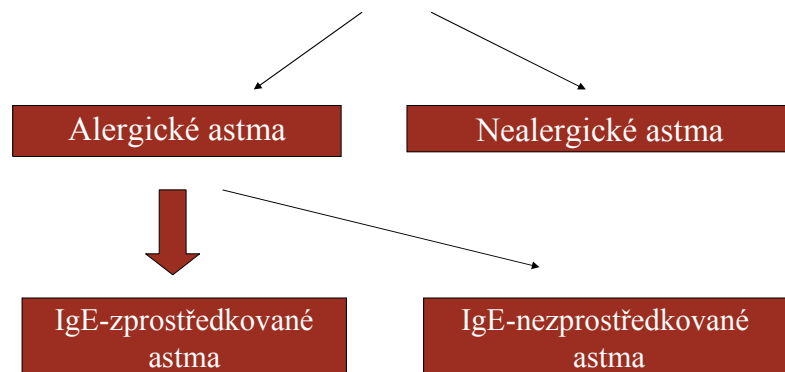 Alergické astma
Nealergické astma
IgE-zprostředkované
astma
IgE-nezprostředkované
astma